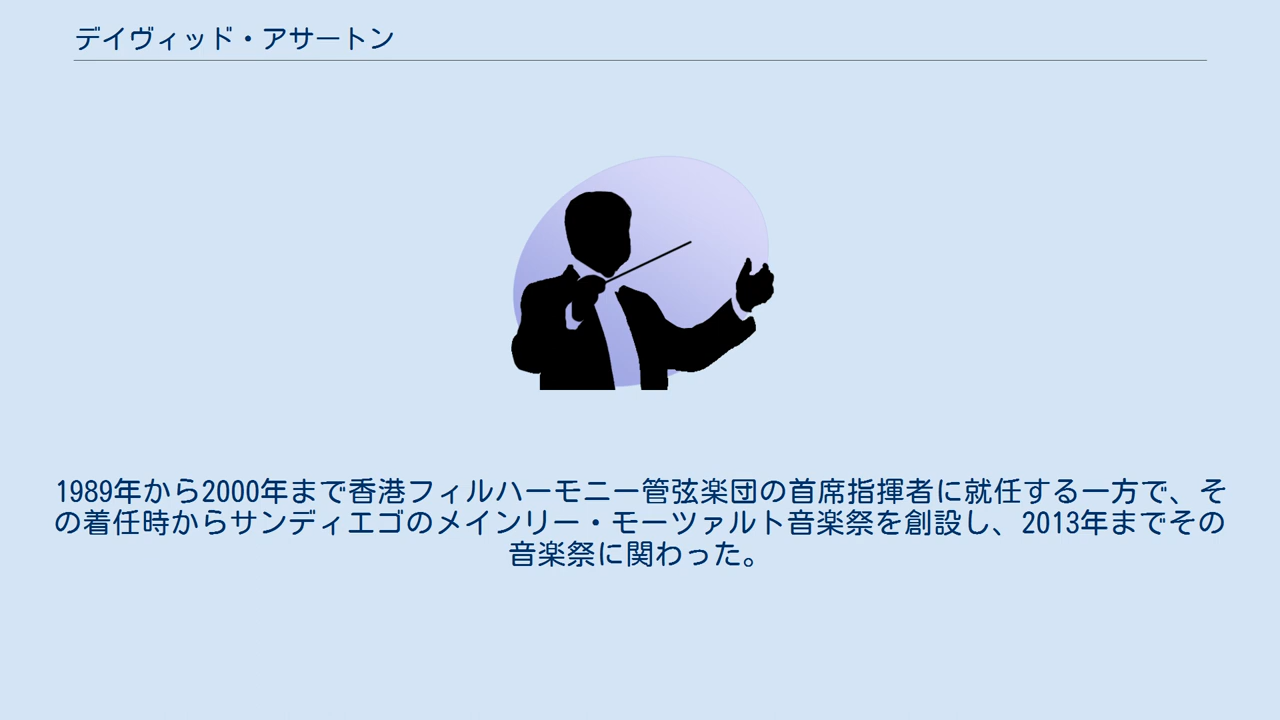 デイヴィッド・アサートン
1989年から2000年まで香港フィルハーモニー管弦楽団の首席指揮者に就任する一方で、そ
の着任時からサンディエゴのメインリー・モーツァルト音楽祭を創設し、2013年までその
音楽祭に関わった。